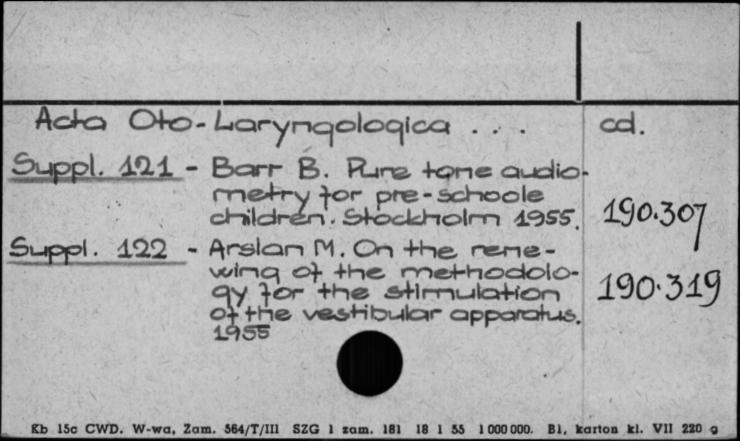 Acta Oto-Laryngologica . . . cd.
Suppl. 121 - Barr B. Pure tone audio-
metry for pre-schoole
children. Stockholm 1955. 190.307
Suppl. 122 - Arslan M. On the rene-
wing of the methodolo-
gy for the stimulation 190.319
of the vestibular apparatus.
1955
Kb 15c CWD. W-wa, Zam. 564/T/III SZG 1 zam. 181 18 1 55 1 000 000. B1, karton kl. VII 220 g